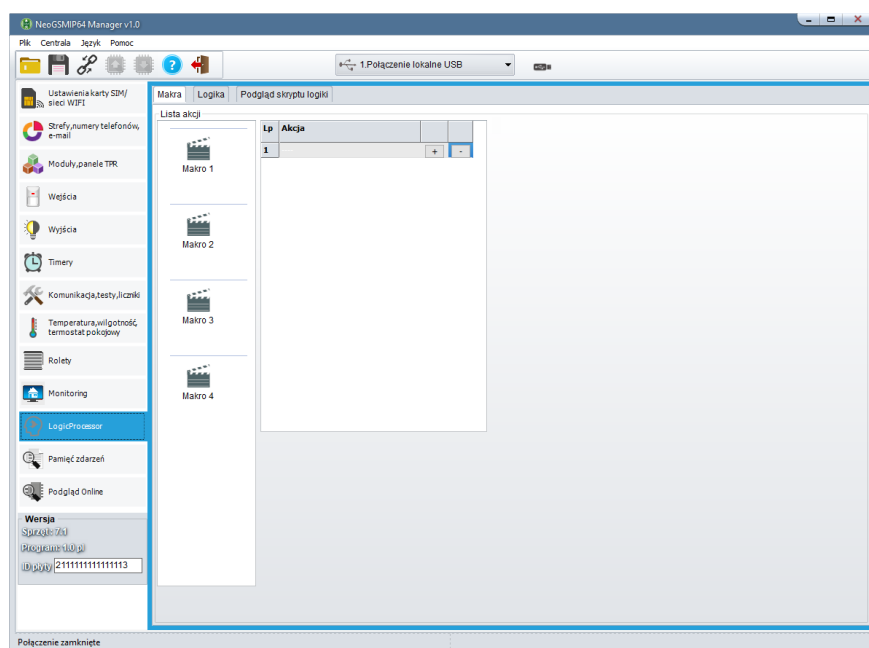 NeoGSMIP64 Manager v1.0
Plik Centrala Język Pomoc
1.Połączenie lokalne USB
Ustawienia karty SIM/
sieci WIFI
Strefy,numery telefonów,
e-mail
Moduły,panele TPR
Wejścia
Wyjścia
Timery
Komunikacja,testy,liczniki
Temperatura,wilgotność,
termostat pokojowy
Rolety
Monitoring
LogicProcessor
Pamięć zdarzeń
Podgląd Online
Wersja
Sprzęt: 7.1
Program: 1.0 pl
ID płyty 2111111111111113
Makra Logika Podgląd skryptu logiki
Lista akcji
Makro 1
Makro 2
Makro 3
Makro 4
Lp Akcja
1 ---- + -
Połączenie zamknięte